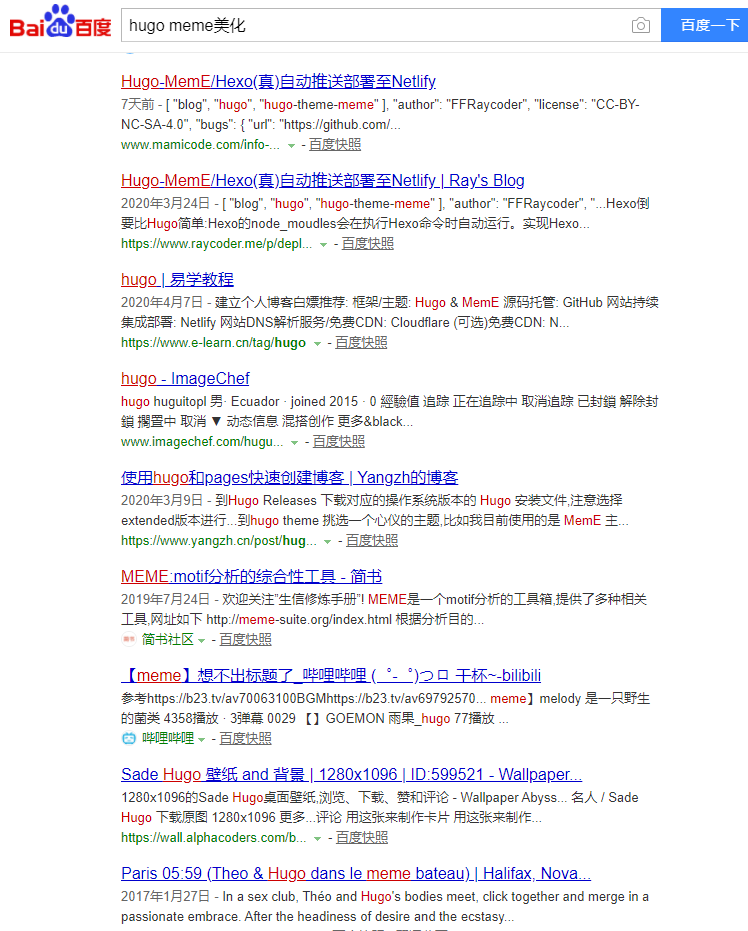 Bai du 百度 hugo meme美化 百度一下
Hugo-MemE/Hexo(真)自动推送部署至Netlify
7天前 - [ "blog", "hugo", "hugo-theme-meme" ], "author": "FFRaycoder", "license": "CC-BY-
NC-SA-4.0", "bugs": { "url": "https://github.com/...
www.mamicode.com/info-... - 百度快照
Hugo-MemE/Hexo(真)自动推送部署至Netlify | Ray's Blog
2020年3月24日 - [ "blog", "hugo", "hugo-theme-meme" ], "author": "FFRaycoder", "...Hexo倒
要比Hugo简单:Hexo的node_moudles会在执行Hexo命令时自动运行。实现Hexo...
https://www.raycoder.me/p/depl... - 百度快照
hugo | 易学教程
2020年4月7日 - 建立个人博客白嫖推荐: 框架/主题: Hugo & MemE 源码托管: GitHub 网站持续
集成部署: Netlify 网站DNS解析服务/免费CDN: Cloudflare (可选)免费CDN: N...
https://www.e-learn.cn/tag/hugo - 百度快照
hugo - ImageChef
hugo huguitopl 男· Ecuador · joined 2015 · 0 經驗值 追踪 正在追踪中 取消追踪 已封鎖 解除封
鎖 擱置中 取消 ▼ 动态信息 混搭创作 更多&black...
www.imagechef.com/hugu... - 百度快照
使用hugo和pages快速创建博客 | Yangzh的博客
2020年3月9日 - 到Hugo Releases 下载对应的操作系统版本的 Hugo 安装文件,注意选择
extended版本进行...到hugo theme 挑选一个心仪的主题,比如我目前使用的是 MemE 主...
https://www.yangzh.cn/post/hug... - 百度快照
MEME:motif分析的综合性工具 - 简书
2019年7月24日 - 欢迎关注"生信修炼手册"! MEME是一个motif分析的工具箱,提供了多种相关
工具,网址如下 http://meme-suite.org/index.html 根据分析目的...
简书社区 - 百度快照
【meme】想不出标题了_哔哩哔哩 (゜-゜)つロ 干杯~-bilibili
参考https://b23.tv/av70063100BGMhttps://b23.tv/av69792570... meme】melody 是一只野生
的菌类 4358播放 · 3弹幕 0029 【 】GOEMON 雨果_hugo 77播放 ...
哔哩哔哩 - 百度快照
Sade Hugo 壁纸 and 背景 | 1280x1096 | ID:599521 - Wallpaper...
1280x1096的Sade Hugo桌面壁纸,浏览、下载、赞和评论 - Wallpaper Abyss... 名人 / Sade
Hugo 下载原图 1280x1096 更多...评论 用这张来制作卡片 用这张来制作...
https://wall.alphacoders.com/b... - 百度快照
Paris 05:59 (Theo & Hugo dans le meme bateau) | Halifax, Nova...
2017年1月27日 - In a sex club, Théo and Hugo's bodies meet, click together and merge in a
passionate embrace. After the headiness of desire and the ecstasy...